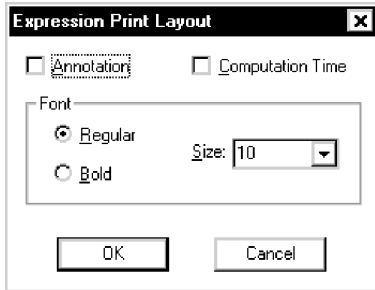 Expression Print Layout
Annotation Computation Time
Font
Regular
Size: 10
Bold
OK Cancel